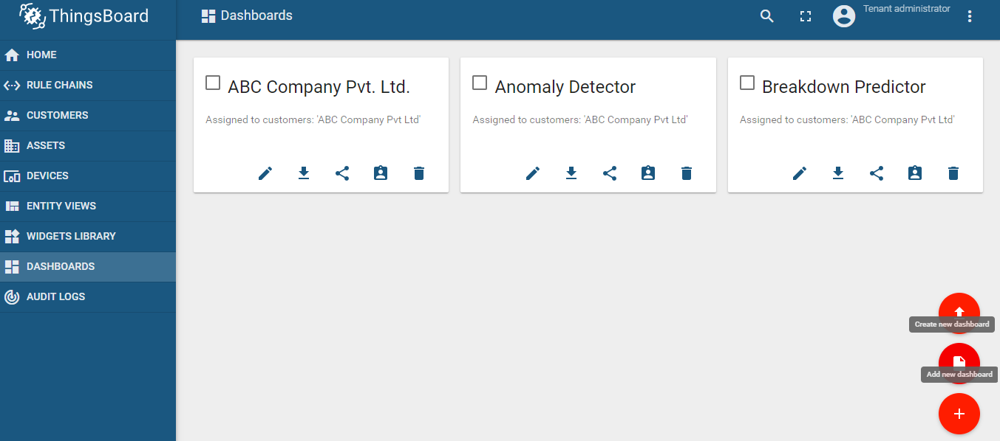 ThingsBoard
Dashboards
Tenant administrator
HOME
RULE CHAINS
CUSTOMERS
ASSETS
DEVICES
ENTITY VIEWS
WIDGETS LIBRARY
DASHBOARDS
AUDIT LOGS
ABC Company Pvt. Ltd.
Assigned to customers: 'ABC Company Pvt Ltd'
Anomaly Detector
Assigned to customers: 'ABC Company Pvt Ltd'
Breakdown Predictor
Assigned to customers: 'ABC Company Pvt Ltd'
Create new dashboard
Add new dashboard